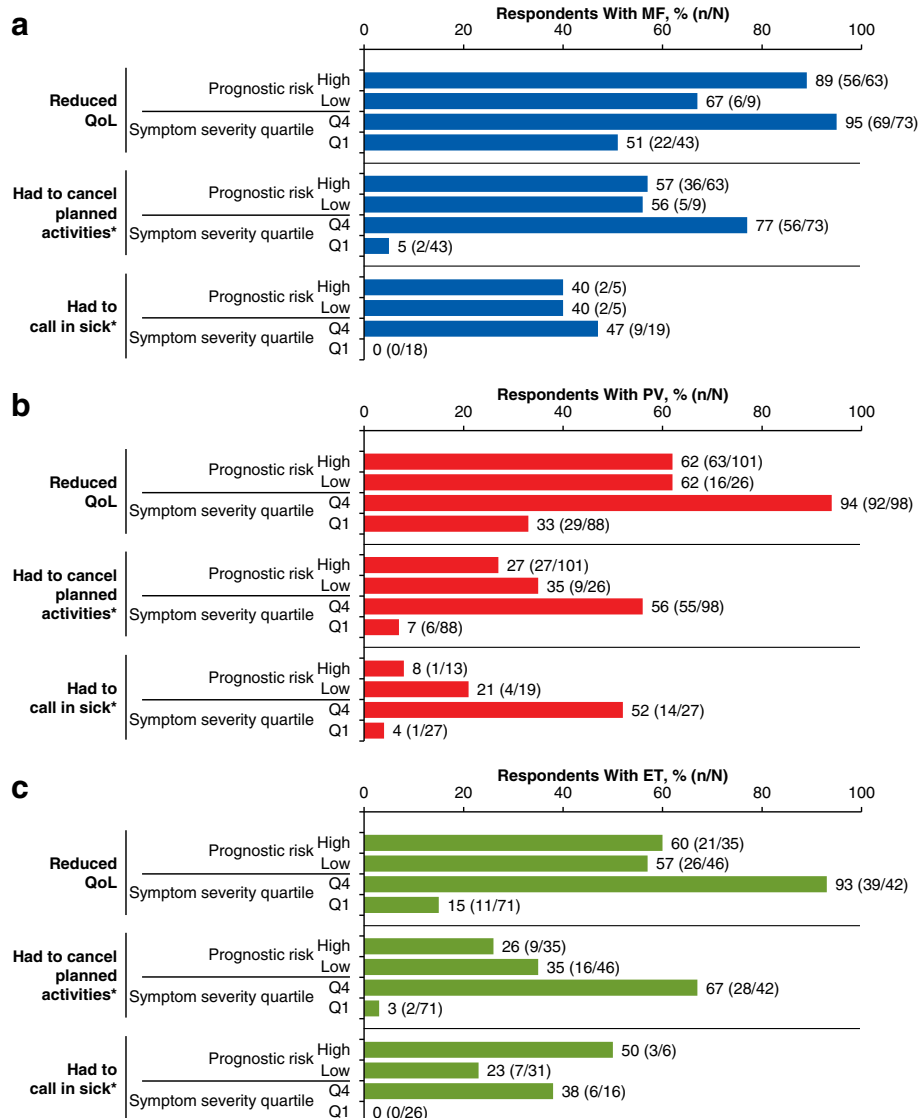 a
Respondents With MF, % (n/N)
0 20 40 60 80 100
Reduced
QoL
Prognostic risk
High 89 (56/63)
Low 67 (6/9)
Symptom severity quartile
Q4 95 (69/73)
Q1 51 (22/43)
Had to cancel
planned
activities*
Prognostic risk
High 57 (36/63)
Low 56 (5/9)
Symptom severity quartile
Q4 77 (56/73)
Q1 5 (2/43)
Had to
call in sick*
Prognostic risk
High 40 (2/5)
Low 40 (2/5)
Symptom severity quartile
Q4 47 (9/19)
Q1 0 (0/18)
b
Respondents With PV, % (n/N)
0 20 40 60 80 100
Reduced
QoL
Prognostic risk
High 62 (63/101)
Low 62 (16/26)
Symptom severity quartile
Q4 94 (92/98)
Q1 33 (29/88)
Had to cancel
planned
activities*
Prognostic risk
High 27 (27/101)
Low 35 (9/26)
Symptom severity quartile
Q4 56 (55/98)
Q1 7 (6/88)
Had to
call in sick*
Prognostic risk
High 8 (1/13)
Low 21 (4/19)
Symptom severity quartile
Q4 52 (14/27)
Q1 4 (1/27)
c
Respondents With ET, % (n/N)
0 20 40 60 80 100
Reduced
QoL
Prognostic risk
High 60 (21/35)
Low 57 (26/46)
Symptom severity quartile
Q4 93 (39/42)
Q1 15 (11/71)
Had to cancel
planned
activities*
Prognostic risk
High 26 (9/35)
Low 35 (16/46)
Symptom severity quartile
Q4 67 (28/42)
Q1 3 (2/71)
Had to
call in sick*
Prognostic risk
High 50 (3/6)
Low 23 (7/31)
Symptom severity quartile
Q4 38 (6/16)
Q1 0 (0/26)